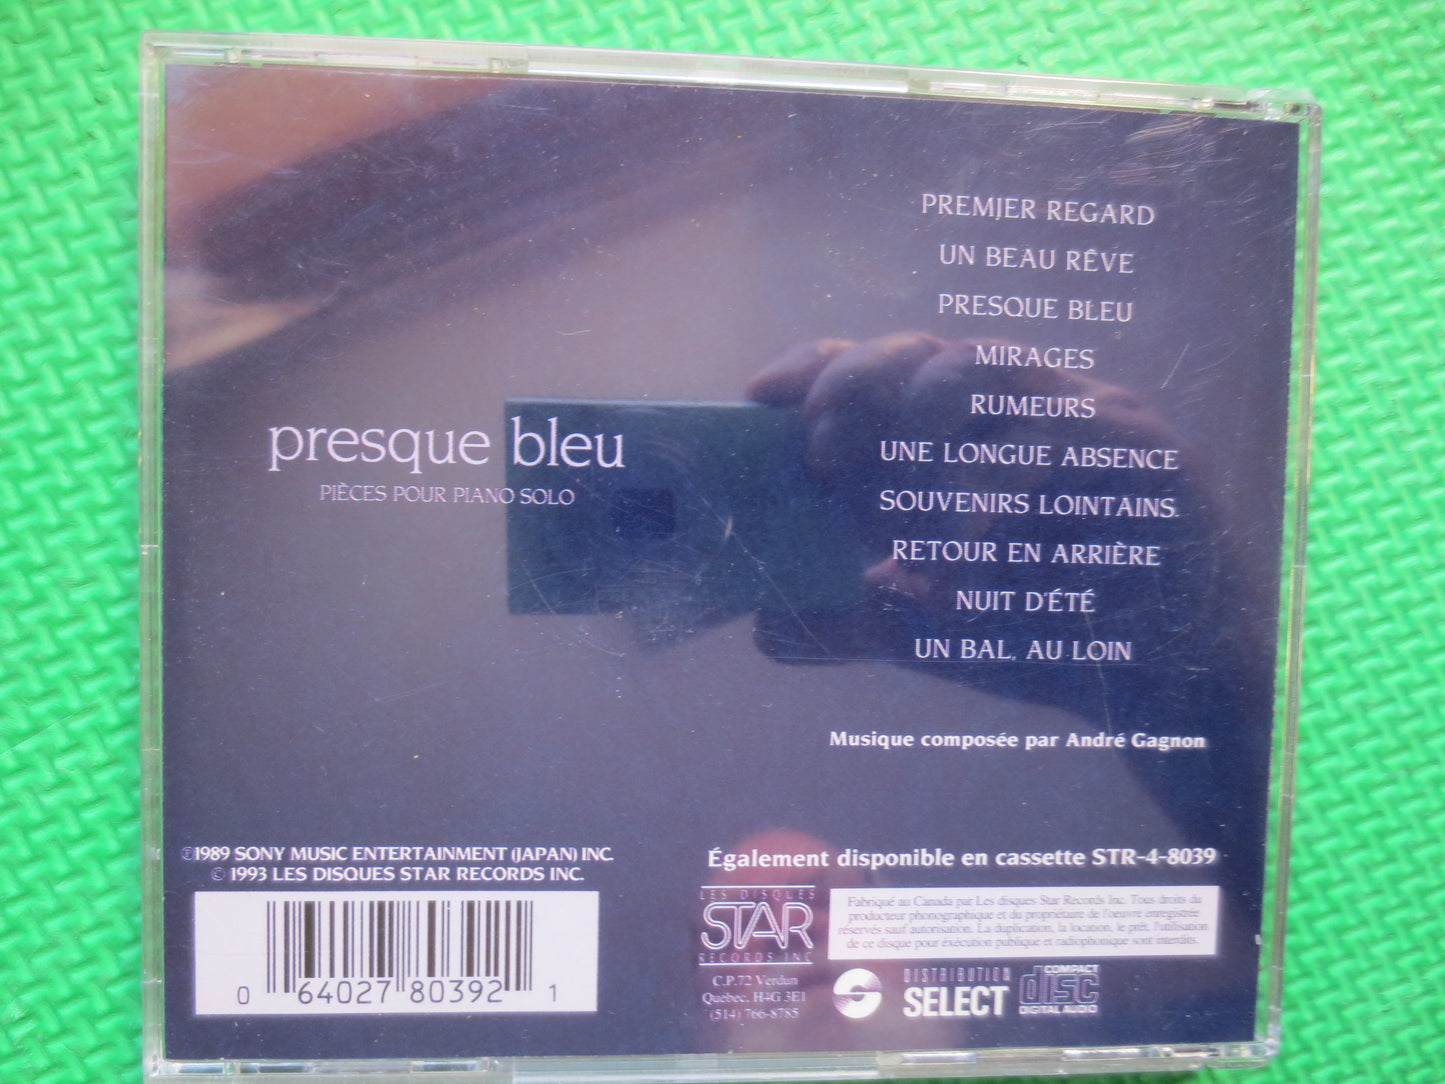 presque bleu
PIÈCES POUR PIANO SOLO
PREMIER REGARD
UN BEAU RÊVE
PRESQUE BLEU
MIRAGES
RUMEURS
UNE LONGUE ABSENCE
SOUVENIRS LOINTAINS
RETOUR EN ARRIÈRE
NUIT D'ÉTÉ
UN BAL, AU LOIN
Musique composée par André Gagnon
℗1989 SONY MUSIC ENTERTAINMENT (JAPAN) INC.
© 1993 LES DISQUES STAR RECORDS INC.
0 64027 80392 1
Également disponible en cassette STR-4-8039
LES DISQUES
STAR
RECORDS INC
C.P.72 Verdun
Québec, H4G 3E1
(514) 766-8785
Fabriqué au Canada par Les disques Star Records Inc. Tous droits du
producteur phonographique et du propriétaire de l'oeuvre enregistrée
réservés sauf autorisation. La duplication, la location, le prêt, l'utilisation
de ce disque pour éxécution publique et radiophonique sont interdits.
DISTRIBUTION
SELECT
COMPACT
disc
DIGITAL AUDIO